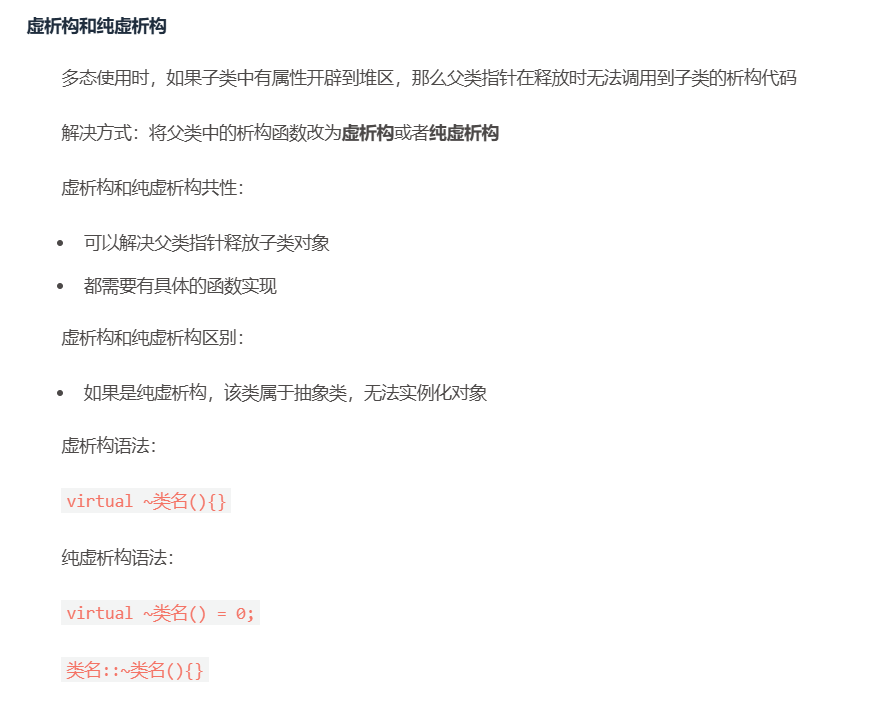 虚析构和纯虚析构
多态使用时，如果子类中有属性开辟到堆区，那么父类指针在释放时无法调用到子类的析构代码
解决方式：将父类中的析构函数改为虚析构或者纯虚析构
虚析构和纯虚析构共性：
• 可以解决父类指针释放子类对象
• 都需要有具体的函数实现
虚析构和纯虚析构区别：
• 如果是纯虚析构，该类属于抽象类，无法实例化对象
虚析构语法：
virtual ~类名(){}
纯虚析构语法：
virtual ~类名() = 0;
类名::~类名(){}